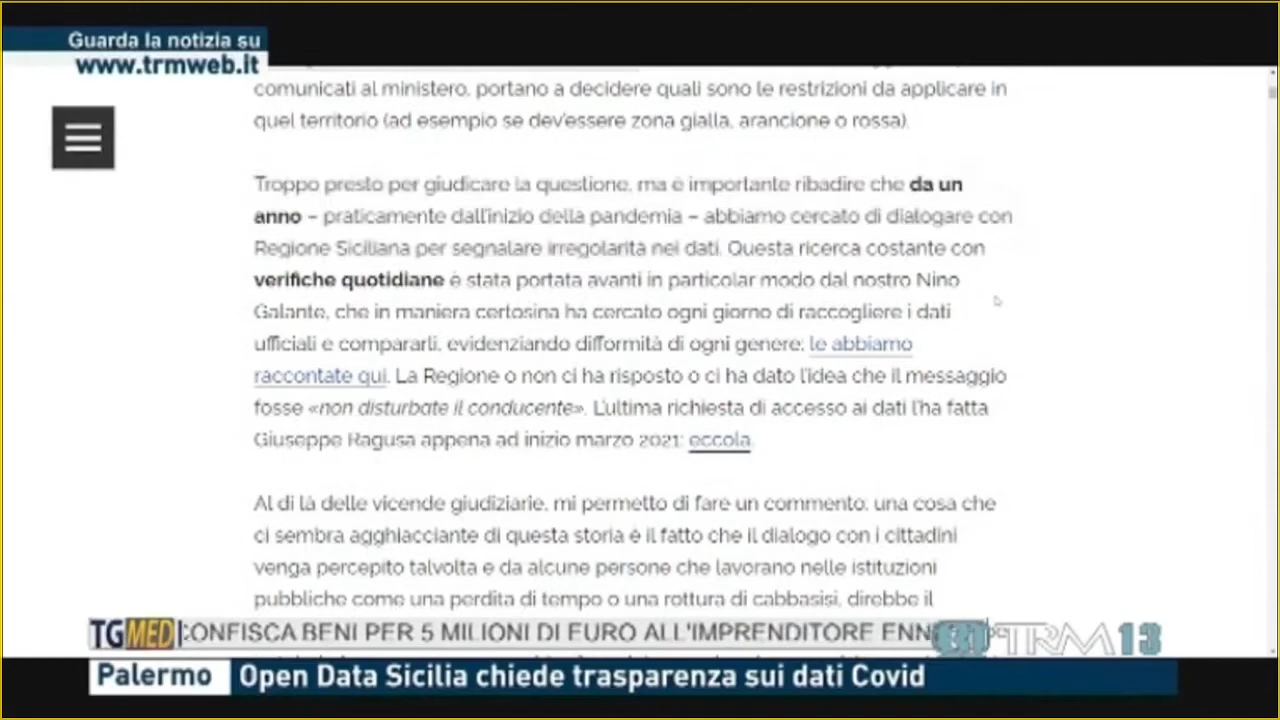 Guarda la notizia su
www.trmweb.it
comunicati al ministero, portano a decidere quali sono le restrizioni da applicare in
quel territorio (ad esempio se dev'essere zona gialla, arancione o rossa).
Troppo presto per giudicare la questione, ma è importante ribadire che da un
anno – praticamente dall'inizio della pandemia – abbiamo cercato di dialogare con
Regione Siciliana per segnalare irregolarità nei dati. Questa ricerca costante con
verifiche quotidiane è stata portata avanti in particolar modo dal nostro Nino
Galante, che in maniera certosina ha cercato ogni giorno di raccogliere i dati
ufficiali e compararli, evidenziando difformità di ogni genere: le abbiamo
raccontate qui. La Regione o non ci ha risposto o ci ha dato l'idea che il messaggio
fosse «non disturbate il conducente». L'ultima richiesta di accesso ai dati l'ha fatta
Giuseppe Ragusa appena ad inizio marzo 2021: eccola.
Al di là delle vicende giudiziarie, mi permetto di fare un commento: una cosa che
ci sembra agghiacciante di questa storia è il fatto che il dialogo con i cittadini
venga percepito talvolta e da alcune persone che lavorano nelle istituzioni
pubbliche come una perdita di tempo o una rottura di cabbasisi, direbbe il
TGMED CONFISCA BENI PER 5 MILIONI DI EURO ALL'IMPRENDITORE ENN TRM 13
Palermo Open Data Sicilia chiede trasparenza sui dati Covid